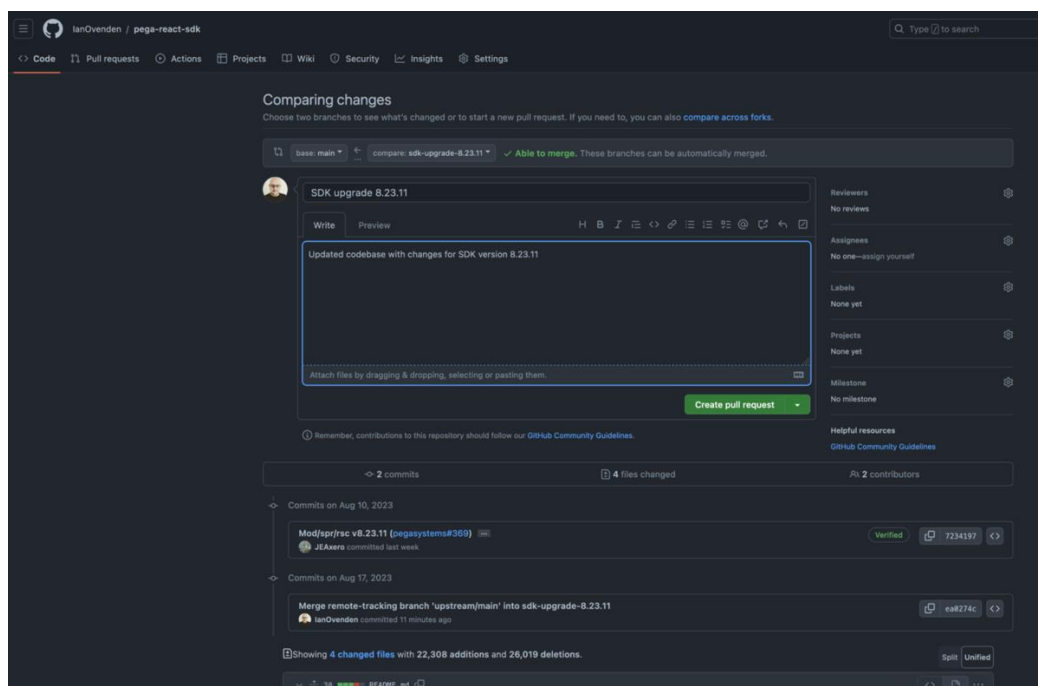 IanOvenden / pega-react-sdk
Type / to search
Code Pull requests Actions Projects Wiki Security Insights Settings
Comparing changes
Choose two branches to see what's changed or to start a new pull request. If you need to, you can also compare across forks.
base: main compare: sdk-upgrade-8.23.11 Able to merge. These branches can be automatically merged.
SDK upgrade 8.23.11
Write Preview
Updated codebase with changes for SDK version 8.23.11
Attach files by dragging & dropping, selecting or pasting them.
Create pull request
Remember, contributions to this repository should follow our GitHub Community Guidelines.
Reviewers
No reviews
Assignees
No one—assign yourself
Labels
None yet
Projects
None yet
Milestone
No milestone
Helpful resources
GitHub Community Guidelines
2 commits 4 files changed 2 contributors
Commits on Aug 10, 2023
Mod/spr/rsc v8.23.11 (pegasystems#369) Verified 7234197
JEAxero committed last week
Commits on Aug 17, 2023
Merge remote-tracking branch 'upstream/main' into sdk-upgrade-8.23.11 ea0274c
IanOvenden committed 11 minutes ago
Showing 4 changed files with 22,308 additions and 26,019 deletions. Split Unified
README.md